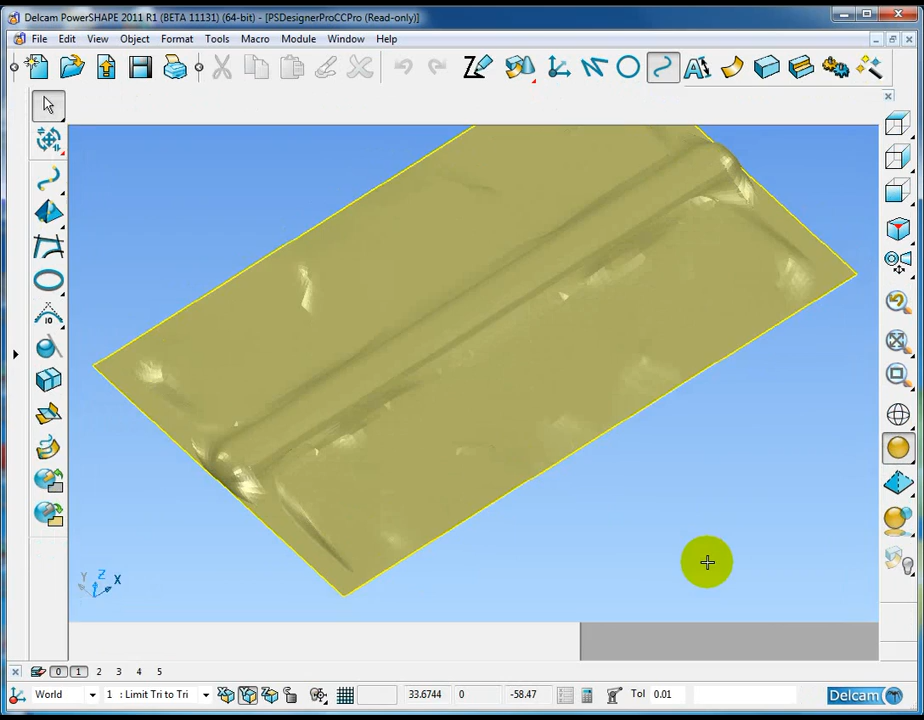 Delcam PowerSHAPE 2011 R1 (BETA 11131) (64-bit) - [PSDesignerProCCPro (Read-only)]
File Edit View Object Format Tools Macro Module Window Help
10
Z
Y X
0 1 2 3 4 5
World 1 : Limit Tri to Tri 33.6744 0 -58.47 Tol 0.01 Delcam